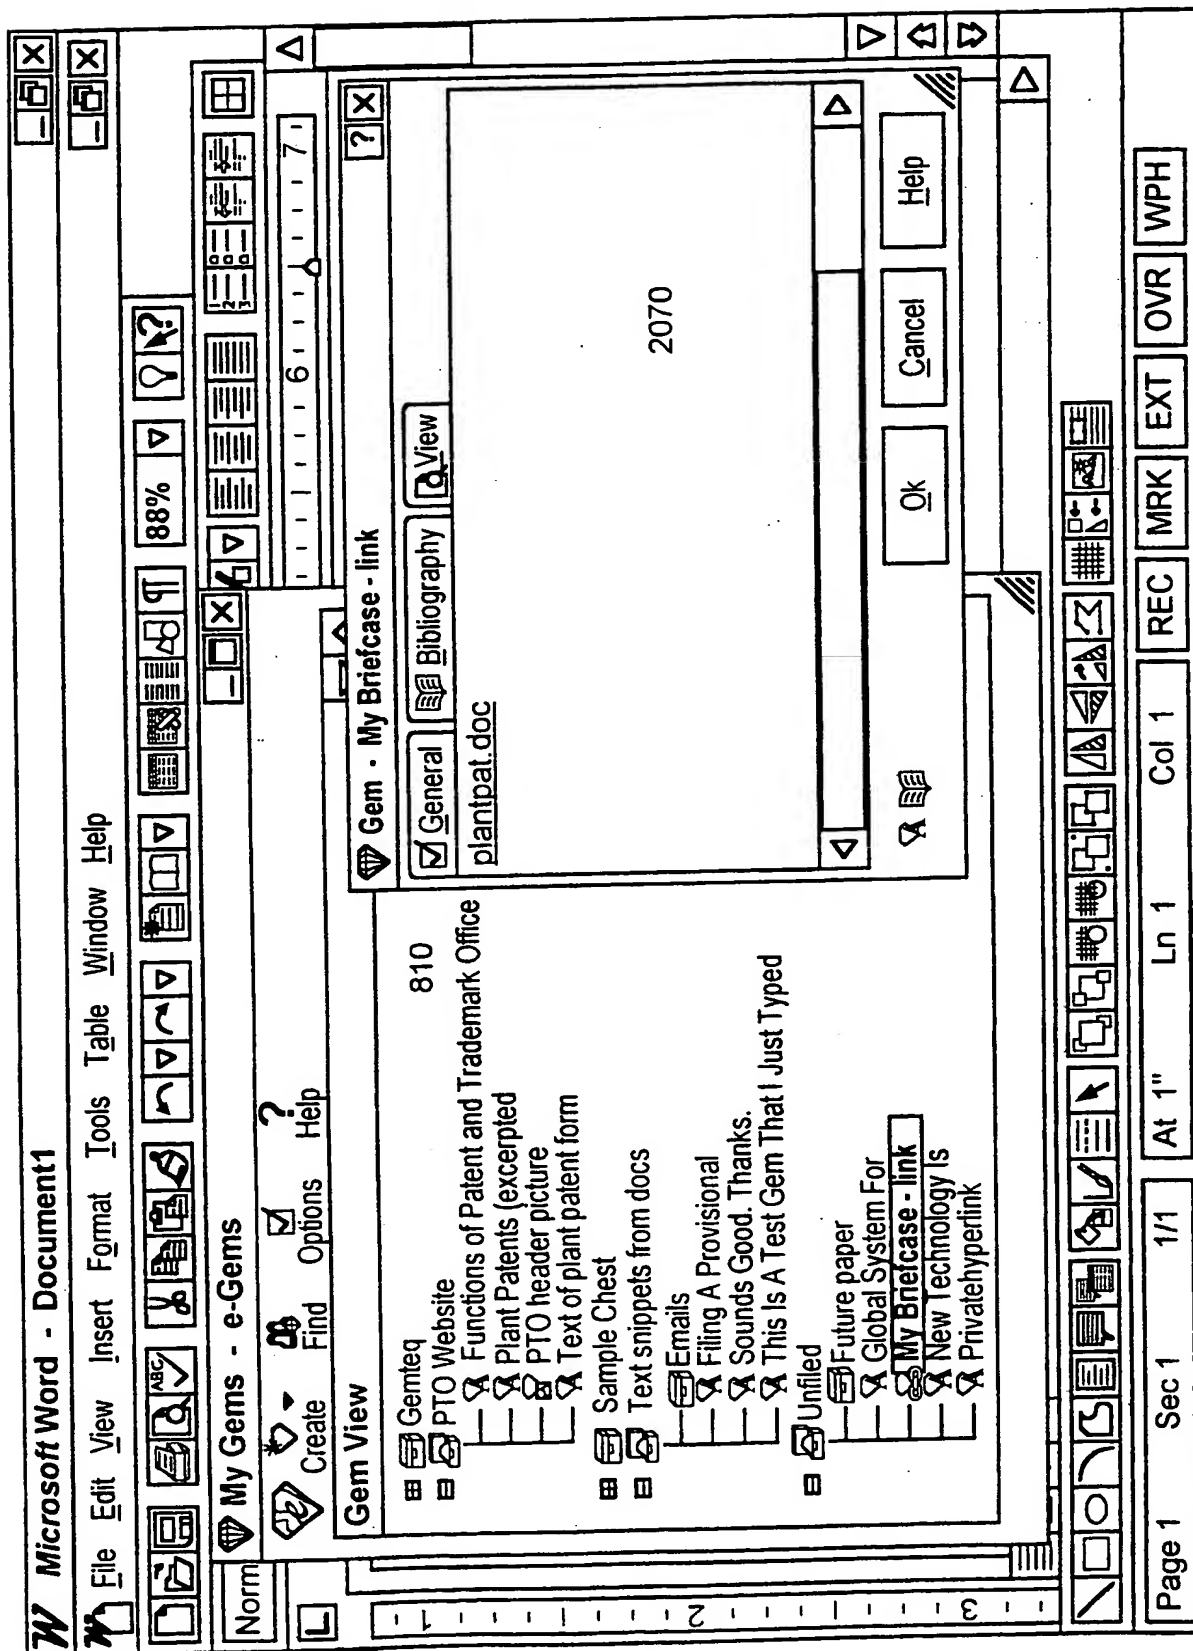 Microsoft Word - Document1
File Edit View Insert Format Tools Table Window Help
ABC
88%
Norm
My Gems - e-Gems
Create Find Options Help
Gem View
810
Gemteq
PTO Website
Functions of Patent and Trademark Office
Plant Patents (excerpted
PTO header picture
Text of plant patent form
Sample Chest
Text snippets from docs
Emails
Filing A Provisional
Sounds Good. Thanks.
This Is A Test Gem That I Just Typed
Unfiled
Future paper
Global System For
My Briefcase - link
New Technology Is
Privatehyperlink
6 7
Gem - My Briefcase - link
General Bibliography View
plantpat.doc
2070
Ok Cancel Help
1
2
3
Page 1 Sec 1 1/1 At 1" Ln 1 Col 1 REC MRK EXT OVR WPH